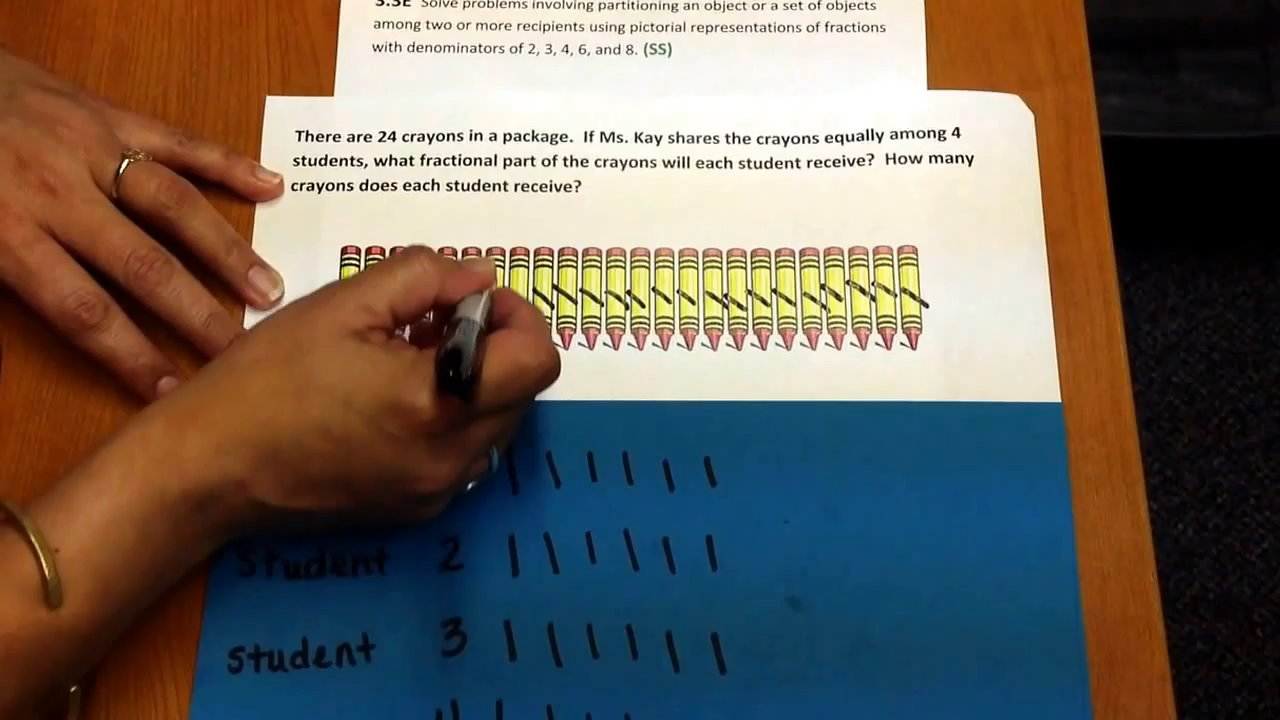 3.3E Solve problems involving partitioning an object or a set of objects
among two or more recipients using pictorial representations of fractions
with denominators of 2, 3, 4, 6, and 8. (SS)
There are 24 crayons in a package. If Ms. Kay shares the crayons equally among 4
students, what fractional part of the crayons will each student receive? How many
crayons does each student receive?
Student 2
Student 3
4